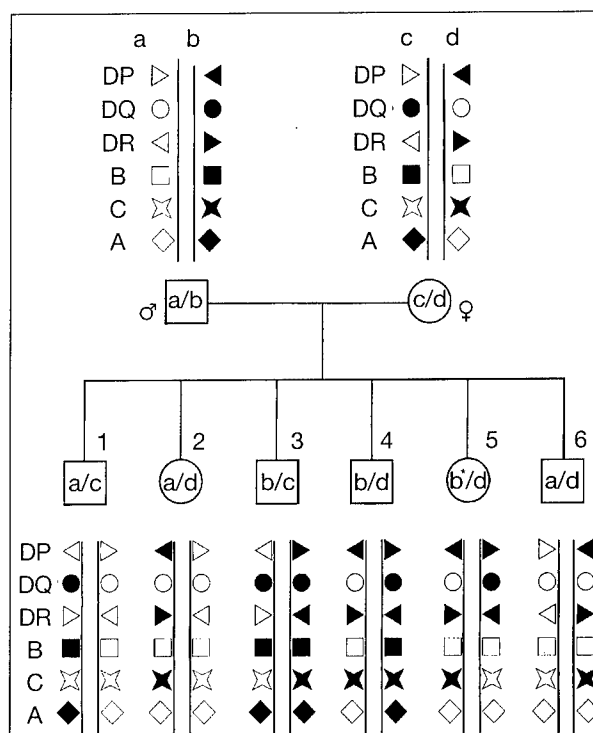 a b c d
DP DP
DQ DQ
DR DR
B B
C C
A A
♂ a/b c/d ♀
1 2 3 4 5 6
a/c a/d b/c b/d b*/d a/d
DP
DQ
DR
B
C
A